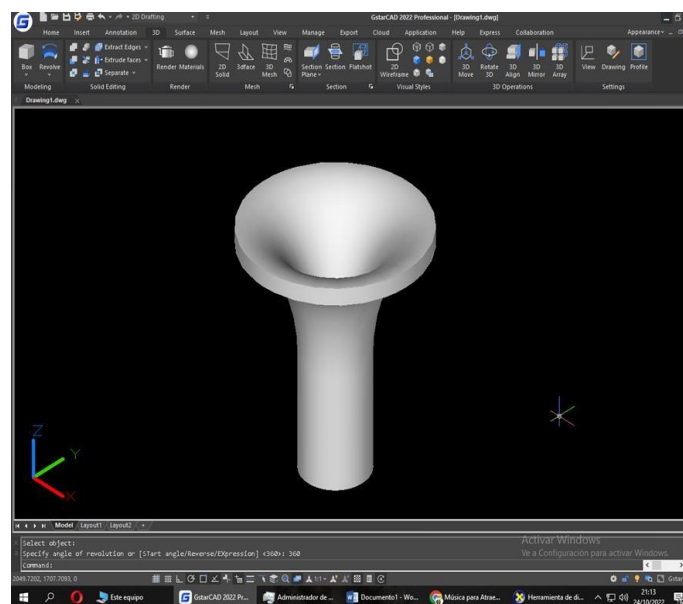 2D Drafting
GstarCAD 2022 Professional - [Drawing1.dwg]
Home Insert Annotation 3D Surface Mesh Layout View Manage Export Cloud Application Help Express Collaboration Appearance
Extract Edges
Extrude faces
Separate
Box Revolve
Render Materials
2D Solid 3dface 3D Mesh
Section Plane Section Flatshot
2D Wireframe
3D Move Rotate 3D 3D Align 3D Mirror 3D Array
View Drawing Profile
Modeling Solid Editing Render Mesh Section Visual Styles 3D Operations Settings
Drawing1.dwg
Z
Y
X
Model Layout1 Layout2 +
Select object:
Specify angle of revolution or [STart angle/Reverse/EXpression] <360>: 360
Command:
Activar Windows
Ve a Configuración para activar Windows.
2049.7202, 1707.7093, 0
1:1
Gstar
Este equipo
GstarCAD 2022 Pr...
Administrador de ...
Documento1 - Wo...
Música para Atrae...
Herramienta de di...
21:13
24/10/2022